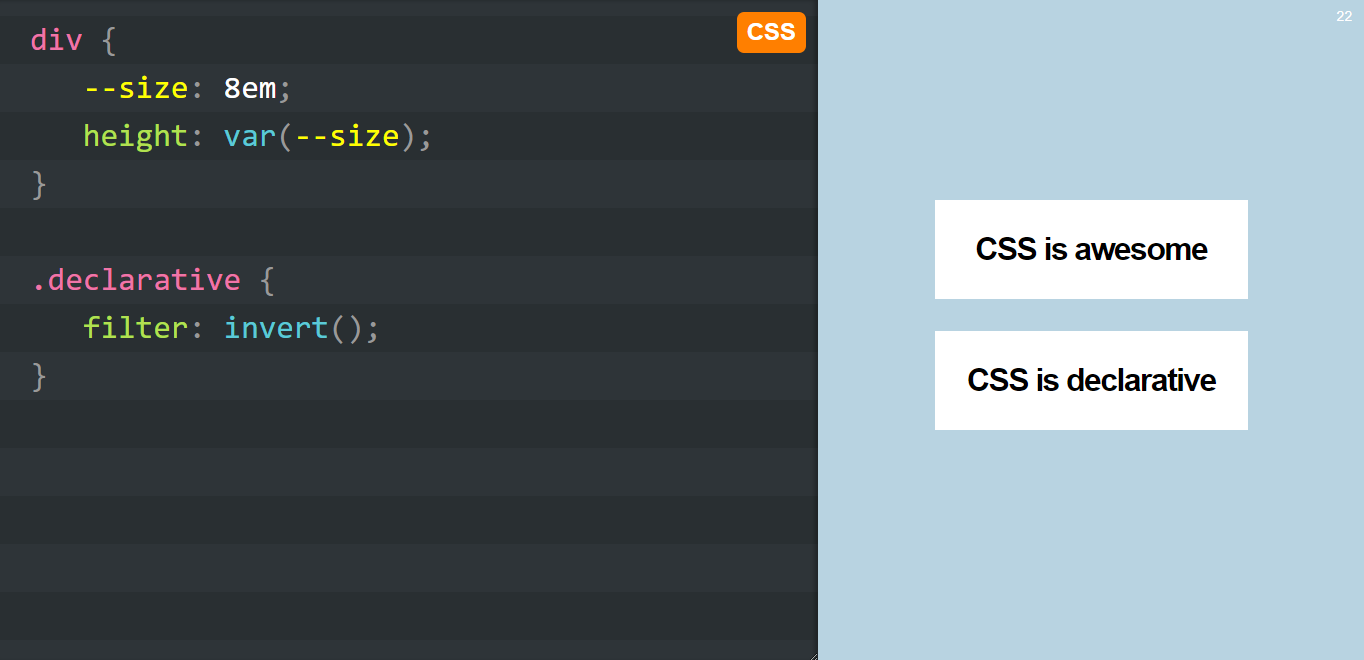 div {
   --size: 8em;
   height: var(--size);
}
.declarative {
   filter: invert();
}
CSS
22
CSS is awesome
CSS is declarative